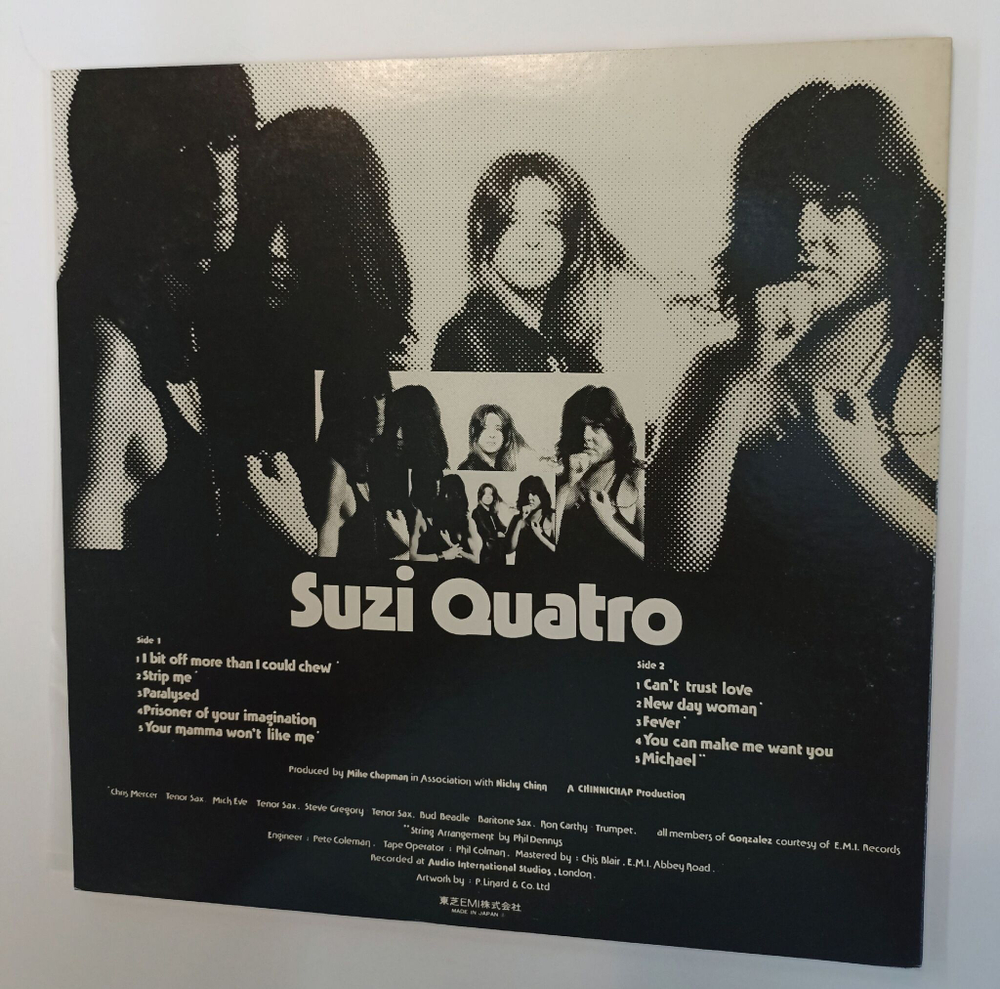 Suzi Quatro
Side 1
1 I bit off more than I could chew *
2 Strip me *
3 Paralysed
4 Prisoner of your imagination
5 Your mamma won't like me *
Side 2
1 Can't trust love
2 New day woman *
3 Fever *
4 You can make me want you
5 Michael **
Produced by Mike Chapman in Association with Nicky Chinn A CHINNICHAP Production
*Chris Mercer Tenor Sax. Mick Eve Tenor Sax. Steve Gregory Tenor Sax. Bud Beadle Baritone Sax. Ron Carthy Trumpet. all members of Gonzalez courtesy of E.M.I. Records
**String Arrangement by Phil Dennys
Engineer : Pete Coleman. Tape Operator : Phil Colman. Mastered by : Chis Blair. E.M.I. Abbey Road.
Recorded at Audio International Studios, London.
Artwork by : P. Linard & Co. Ltd
東芝EMI株式会社
MADE IN JAPAN